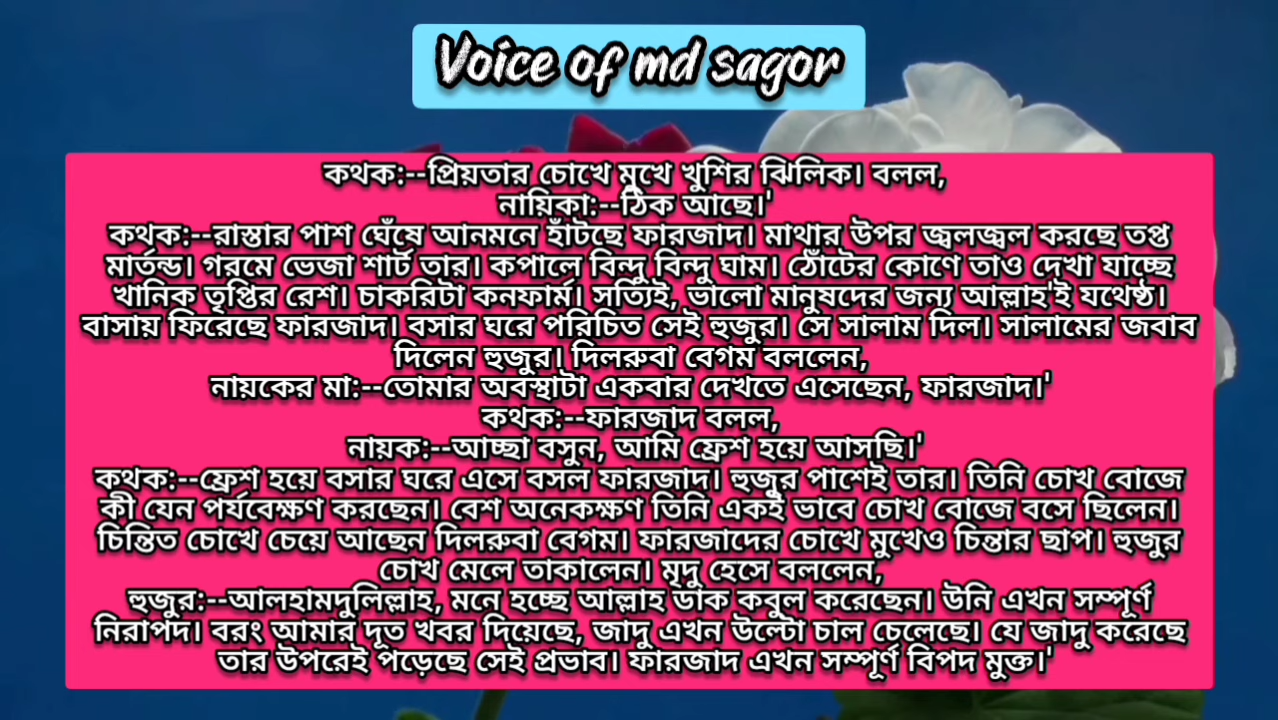 Voice of md sagor
কথক:--প্রিয়তার চোখে মুখে খুশির ঝিলিক। বলল,
নায়িকা:--ঠিক আছে।'
কথক:--রাস্তার পাশ ঘেঁষে আনমনে হাঁটছে ফারজাদ। মাথার উপর জ্বলজ্বল করছে তপ্ত
মার্তন্ড। গরমে ভেজা শার্ট তার। কপালে বিন্দু বিন্দু ঘাম। ঠোঁটের কোণে তাও দেখা যাচ্ছে
খানিক তৃপ্তির রেশ। চাকরিটা কনফার্ম। সত্যিই, ভালো মানুষদের জন্য আল্লাহ'ই যথেষ্ঠ।
বাসায় ফিরেছে ফারজাদ। বসার ঘরে পরিচিত সেই হুজুর। সে সালাম দিল। সালামের জবাব
দিলেন হুজুর। দিলরুবা বেগম বললেন,
নায়কের মা:--তোমার অবস্থাটা একবার দেখতে এসেছেন, ফারজাদ।'
কথক:--ফারজাদ বলল,
নায়ক:--আচ্ছা বসুন, আমি ফ্রেশ হয়ে আসছি।'
কথক:--ফ্রেশ হয়ে বসার ঘরে এসে বসল ফারজাদ। হুজুর পাশেই তার। তিনি চোখ বোজে
কী যেন পর্যবেক্ষণ করছেন। বেশ অনেকক্ষণ তিনি একই ভাবে চোখ বোজে বসে ছিলেন।
চিন্তিত চোখে চেয়ে আছেন দিলরুবা বেগম। ফারজাদের চোখে মুখেও চিন্তার ছাপ। হুজুর
চোখ মেলে তাকালেন। মৃদু হেসে বললেন,
হুজুর:--আলহামদুলিল্লাহ, মনে হচ্ছে আল্লাহ ডাক কবুল করেছেন। উনি এখন সম্পূর্ণ
নিরাপদ। বরং আমার দূত খবর দিয়েছে, জাদু এখন উল্টো চাল চেলেছে। যে জাদু করেছে
তার উপরেই পড়েছে সেই প্রভাব। ফারজাদ এখন সম্পূর্ণ বিপদ মুক্ত।'